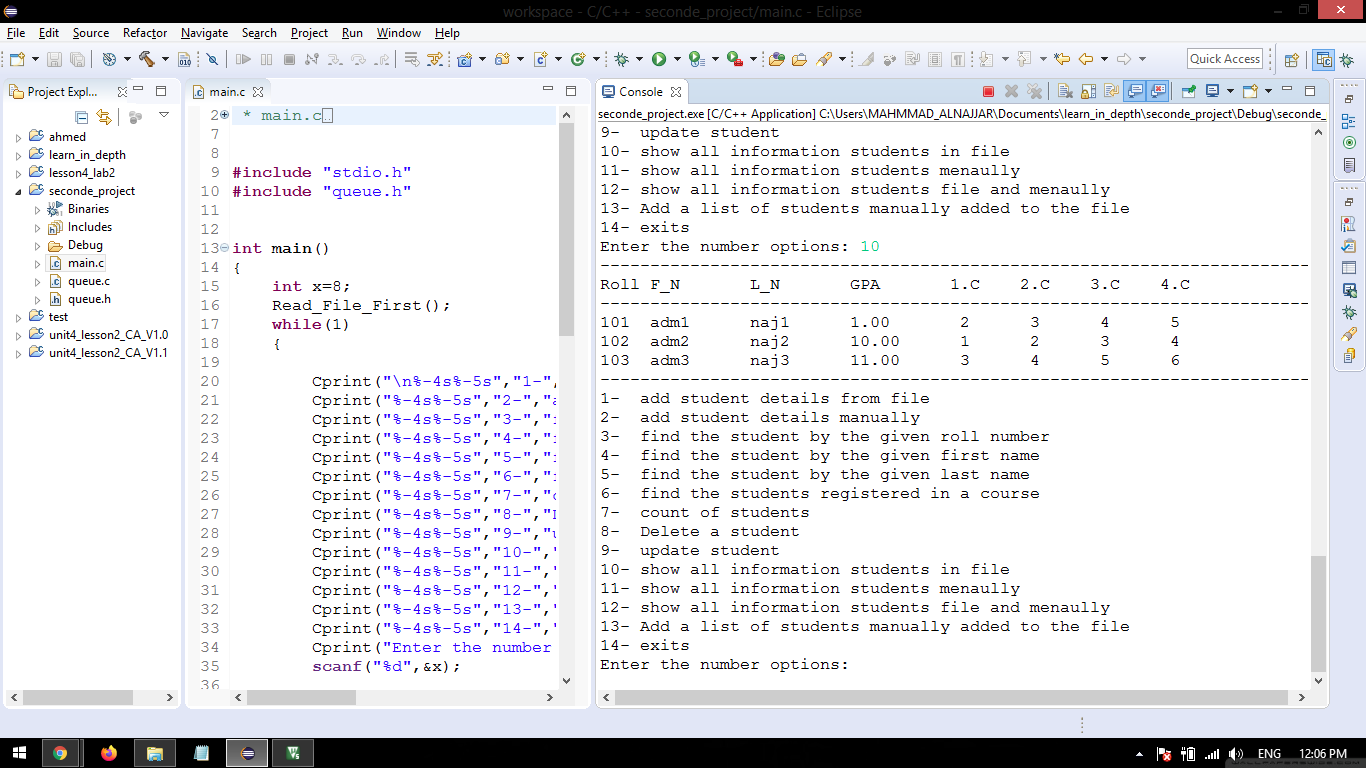 workspace - C/C++ - seconde_project/main.c - Eclipse
File Edit Source Refactor Navigate Search Project Run Window Help
Quick Access
Project Expl...
ahmed
learn_in_depth
lesson4_lab2
seconde_project
Binaries
Includes
Debug
main.c
queue.c
queue.h
test
unit4_lesson2_CA_V1.0
unit4_lesson2_CA_V1.1
main.c
2 * main.c
7
8
9 #include "stdio.h"
10 #include "queue.h"
11
12
13 int main()
14 {
15 int x=8;
16 Read_File_First();
17 while(1)
18 {
19
20 Cprint("\n%-4s%-5s","1-",
21 Cprint("%-4s%-5s","2-","a
22 Cprint("%-4s%-5s","3-","
23 Cprint("%-4s%-5s","4-","
24 Cprint("%-4s%-5s","5-","
25 Cprint("%-4s%-5s","6-","
26 Cprint("%-4s%-5s","7-","c
27 Cprint("%-4s%-5s","8-","
28 Cprint("%-4s%-5s","9-","u
29 Cprint("%-4s%-5s","10-","
30 Cprint("%-4s%-5s","11-","
31 Cprint("%-4s%-5s","12-","
32 Cprint("%-4s%-5s","13-","
33 Cprint("%-4s%-5s","14-","
34 Cprint("Enter the number
35 scanf("%d",&x);
36
Console
seconde_project.exe [C/C++ Application] C:\Users\MAHMMAD_ALNAJJAR\Documents\learn_in_depth\seconde_project\Debug\seconde_
9- update student
10- show all information students in file
11- show all information students menaully
12- show all information students file and menaully
13- Add a list of students manually added to the file
14- exits
Enter the number options: 10
Roll F_N L_N GPA 1.C 2.C 3.C 4.C
101 adm1 naj1 1.00 2 3 4 5
102 adm2 naj2 10.00 1 2 3 4
103 adm3 naj3 11.00 3 4 5 6
1- add student details from file
2- add student details manually
3- find the student by the given roll number
4- find the student by the given first name
5- find the student by the given last name
6- find the students registered in a course
7- count of students
8- Delete a student
9- update student
10- show all information students in file
11- show all information students menaully
12- show all information students file and menaully
13- Add a list of students manually added to the file
14- exits
Enter the number options:
ENG 12:06 PM